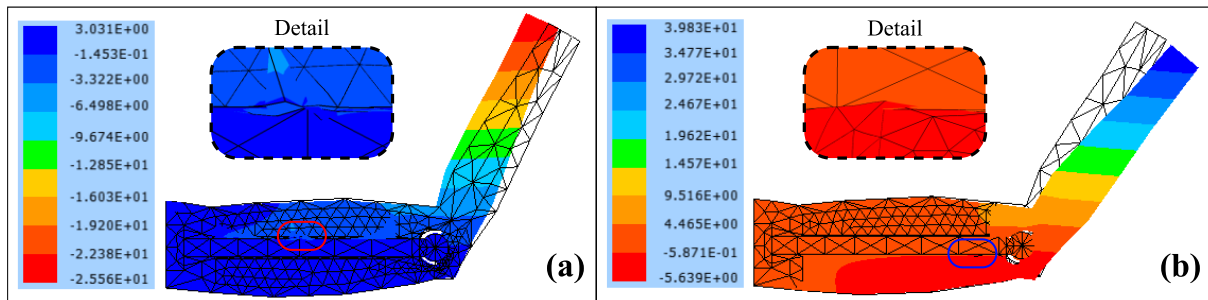 Detail
3.031E+00
-1.453E-01
-3.322E+00
-6.498E+00
-9.674E+00
-1.285E+01
-1.603E+01
-1.920E+01
-2.238E+01
-2.556E+01
(a)
Detail
3.983E+01
3.477E+01
2.972E+01
2.467E+01
1.962E+01
1.457E+01
9.516E+00
4.465E+00
-5.871E-01
-5.639E+00
(b)